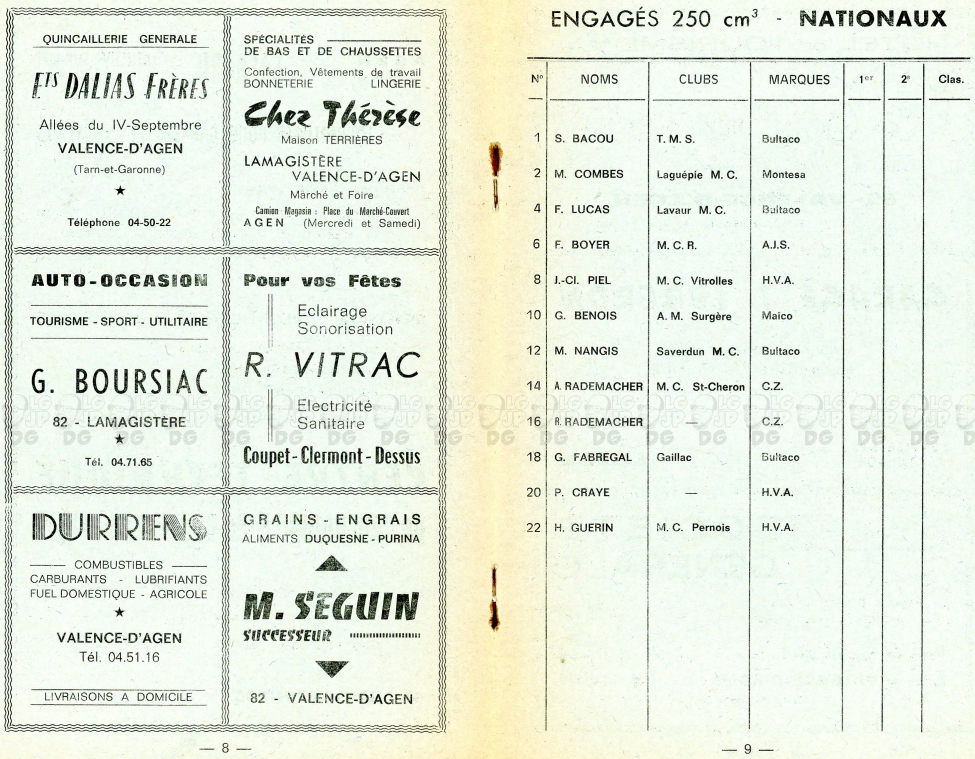 QUINCAILLERIE GENERALE
Ets DALIAS FRÈRES
Allées du IV-Septembre
VALENCE-D'AGEN
(Tarn-et-Garonne)
★
Téléphone 04-50-22
SPÉCIALITÉS
DE BAS ET DE CHAUSSETTES
Confection, Vêtements de travail
BONNETERIE LINGERIE
Chez Thérèse
Maison TERRIÈRES
LAMAGISTÈRE
VALENCE-D'AGEN
Marché et Foire
Camion-Magasin : Place du Marché-Couvert
AGEN (Mercredi et Samedi)
AUTO-OCCASION
TOURISME - SPORT - UTILITAIRE
G. BOURSIAC
82 - LAMAGISTÈRE
★
Tél. 04.71.65
Pour vos Fêtes
Eclairage
Sonorisation
R. VITRAC
Electricité
Sanitaire
Coupet-Clermont-Dessus
DURRENS
COMBUSTIBLES
CARBURANTS - LUBRIFIANTS
FUEL DOMESTIQUE - AGRICOLE
★
VALENCE-D'AGEN
Tél. 04.51.16
LIVRAISONS A DOMICILE
GRAINS - ENGRAIS
ALIMENTS DUQUESNE - PURINA
M. SEGUIN
SUCCESSEUR
82 - VALENCE-D'AGEN
— 8 —
ENGAGÉS 250 cm³ - NATIONAUX
N° NOMS CLUBS MARQUES 1er 2e Clas.
1 S. BACOU T. M. S. Bultaco
2 M. COMBES Laguépie M. C. Montesa
4 F. LUCAS Lavaur M. C. Bultaco
6 F. BOYER M. C. R. A.J.S.
8 J.-Cl. PIEL M. C. Vitrolles H.V.A.
10 G. BENOIS A. M. Surgère Maico
12 M. NANGIS Saverdun M. C. Bultaco
14 A. RADEMACHER M. C. St-Cheron C.Z.
16 R. RADEMACHER — C.Z.
18 G. FABREGAL Gaillac Bultaco
20 P. CRAYE — H.V.A.
22 H. GUERIN M. C. Pernois H.V.A.
— 9 —